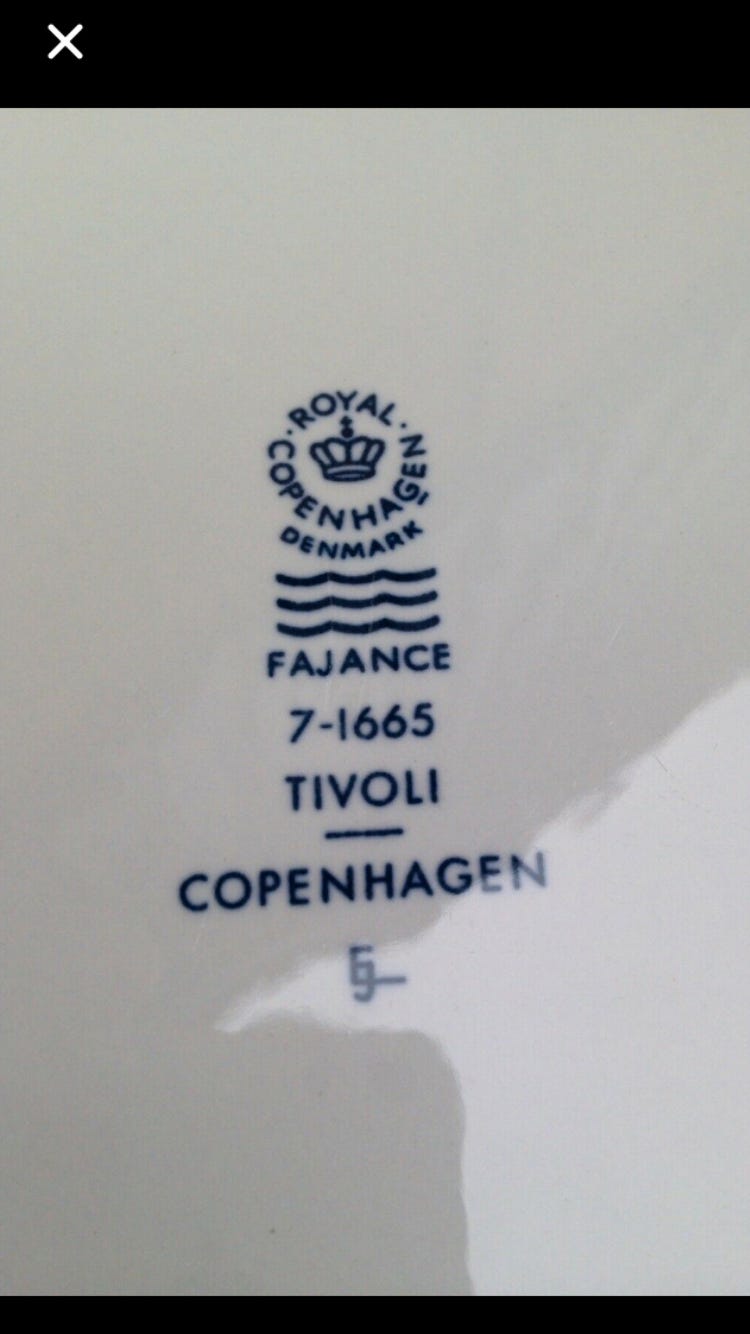 ROYAL
COPENHAGEN
DENMARK
FAJANCE
7-1665
TIVOLI
COPENHAGEN